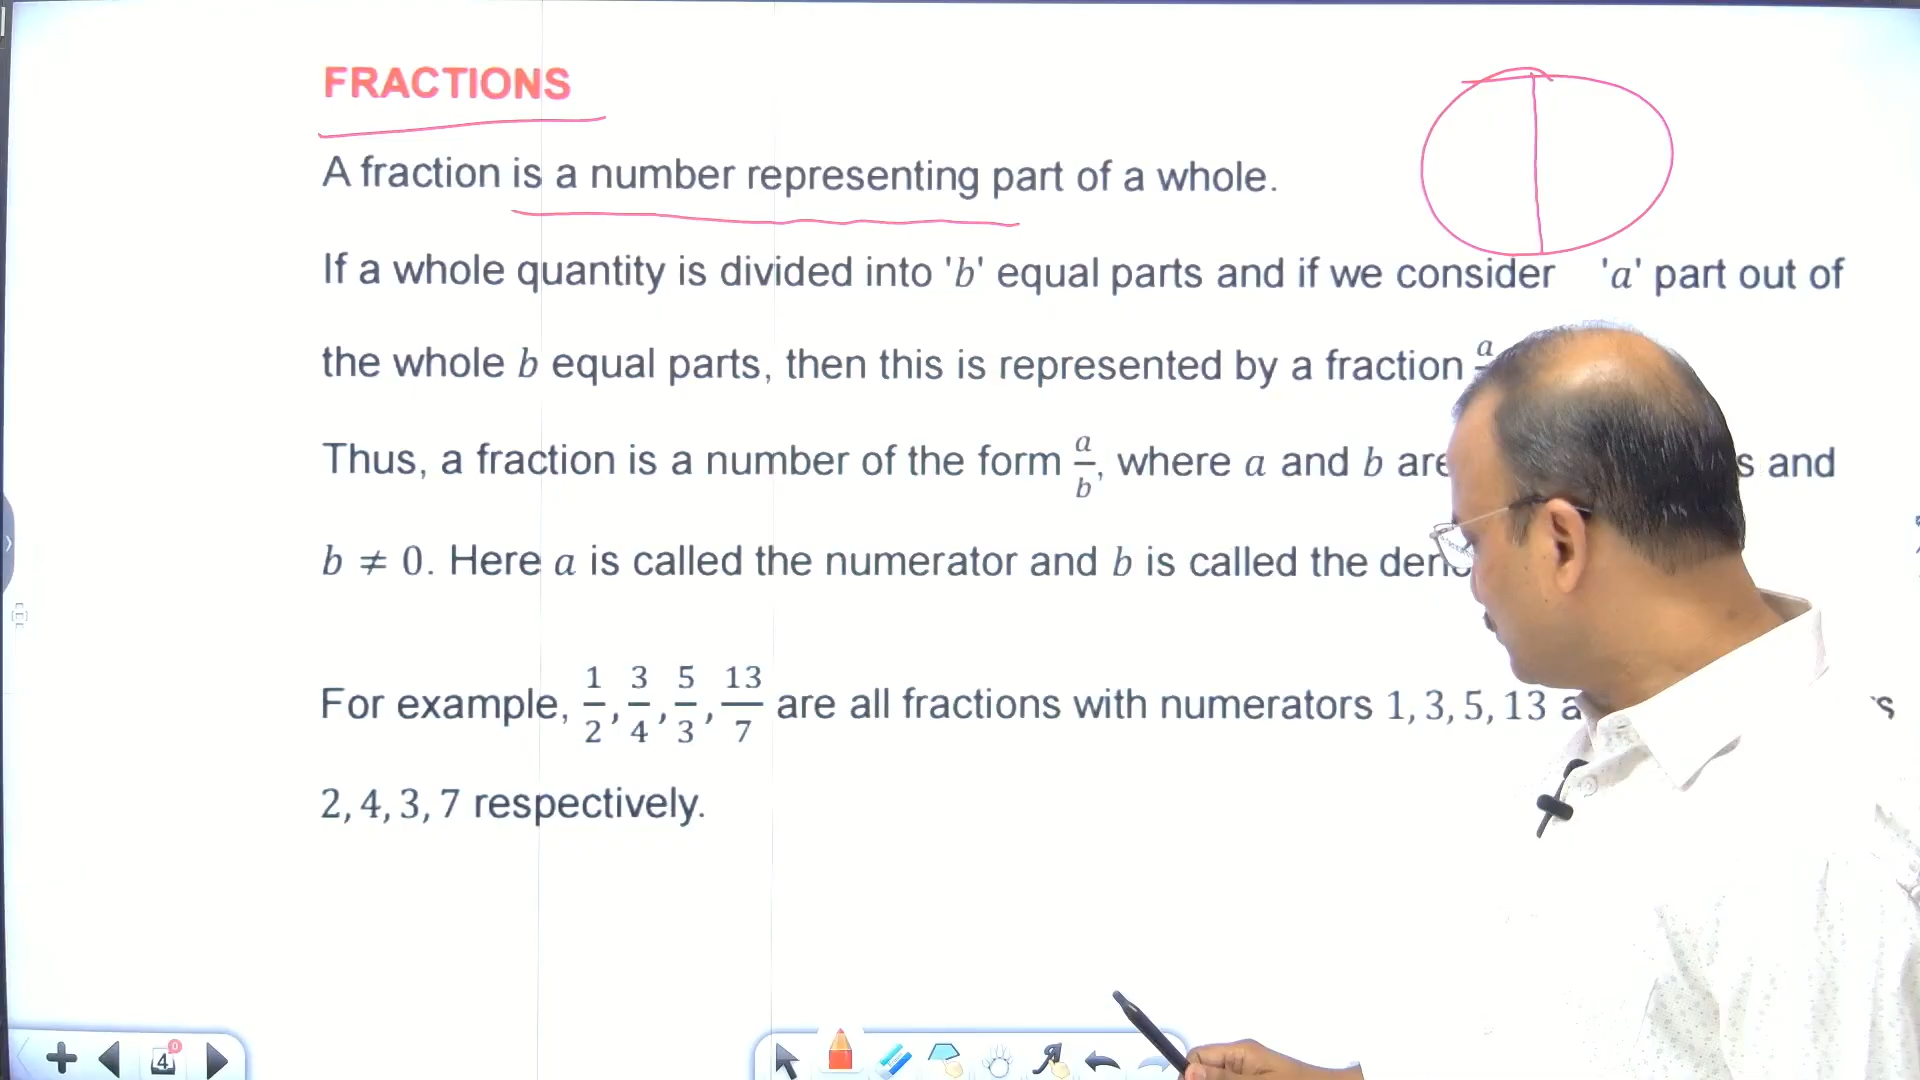 FRACTIONS
A fraction is a number representing part of a whole.
If a whole quantity is divided into 'b' equal parts and if we consider 'a' part out of
the whole b equal parts, then this is represented by a fraction a
Thus, a fraction is a number of the form a/b, where a and b are and
b ≠ 0. Here a is called the numerator and b is called the
For example, 1/2, 3/4, 5/3, 13/7 are all fractions with numerators 1, 3, 5, 13
2, 4, 3, 7 respectively.
4
0